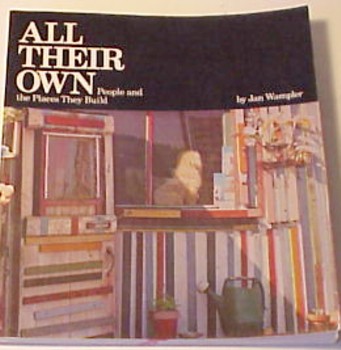 ALL
THEIR
OWN People and
the Places They Build
by Jan Wampler